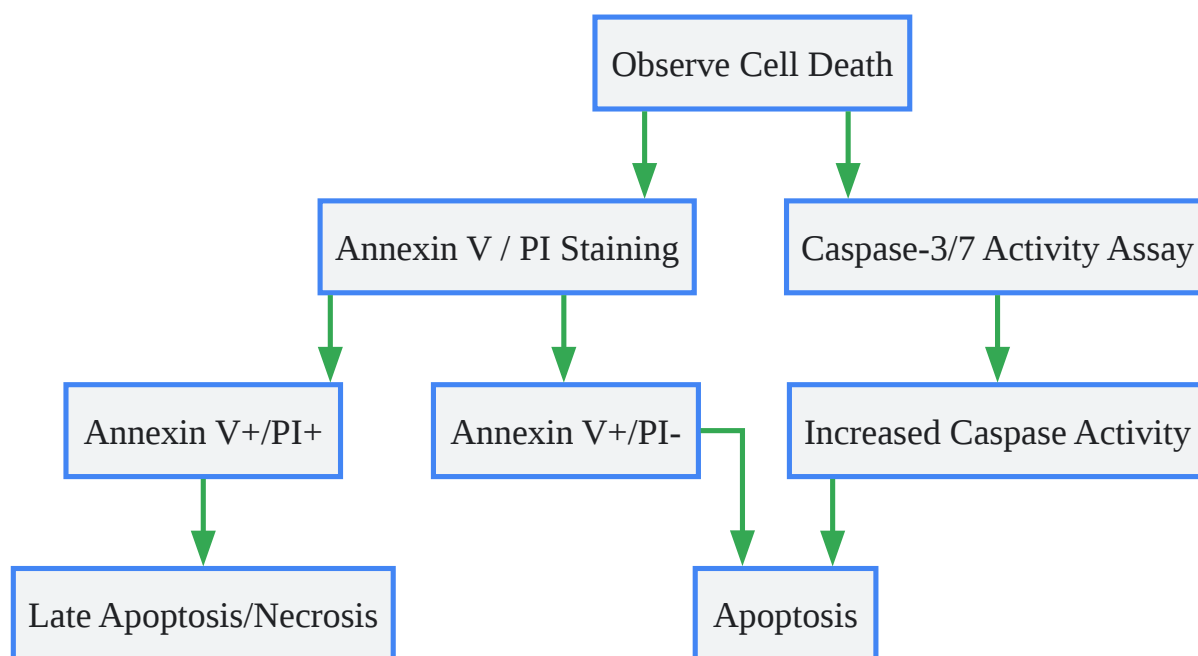 Observe Cell Death
Annexin V / PI Staining
Caspase-3/7 Activity Assay
Annexin V+/PI+
Annexin V+/PI-
Increased Caspase Activity
Late Apoptosis/Necrosis
Apoptosis